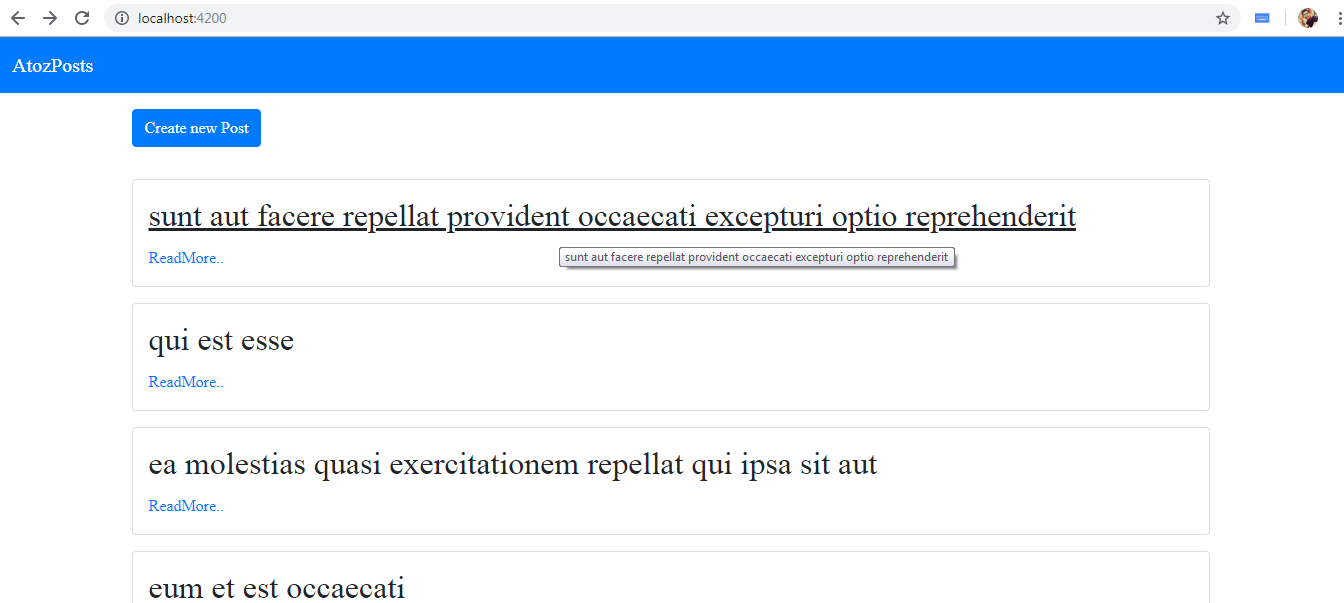 localhost:4200
AtozPosts
Create new Post
sunt aut facere repellat provident occaecati excepturi optio reprehenderit
ReadMore..
sunt aut facere repellat provident occaecati excepturi optio reprehenderit
qui est esse
ReadMore..
ea molestias quasi exercitationem repellat qui ipsa sit aut
ReadMore..
eum et est occaecati